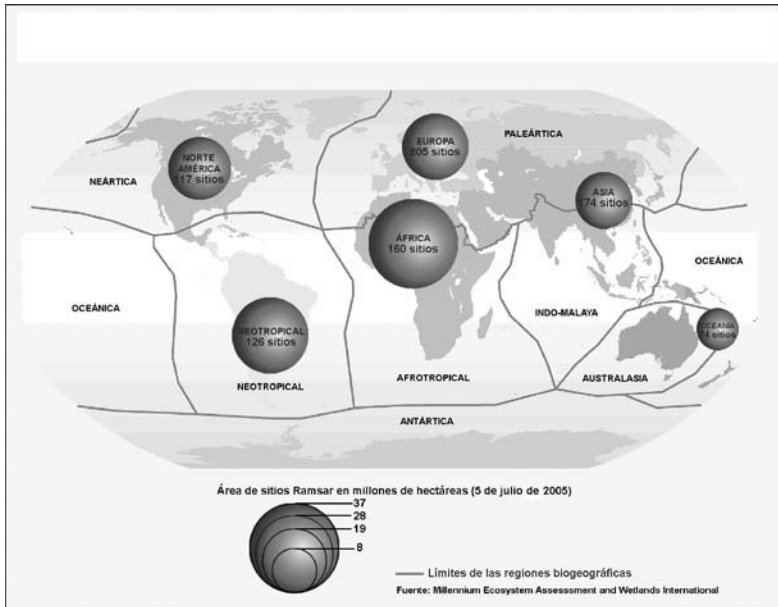 EUROPA
805 sitios
PALEÁRTICA
NORTE
AMÉRICA
117 sitios
NEÁRTICA
ASIA
174 sitios
ÁFRICA
160 sitios
OCEÁNICA
OCEÁNICA
INDO-MALAYA
NEOTROPICAL
126 sitios
OCEANÍA
74 sitios
NEOTROPICAL
AFROTROPICAL
AUSTRALASIA
ANTÁRTICA
Área de sitios Ramsar en millones de hectáreas (5 de julio de 2005)
37
28
19
8
Límites de las regiones biogeográficas
Fuente: Millennium Ecosystem Assesssment and Wetlands International